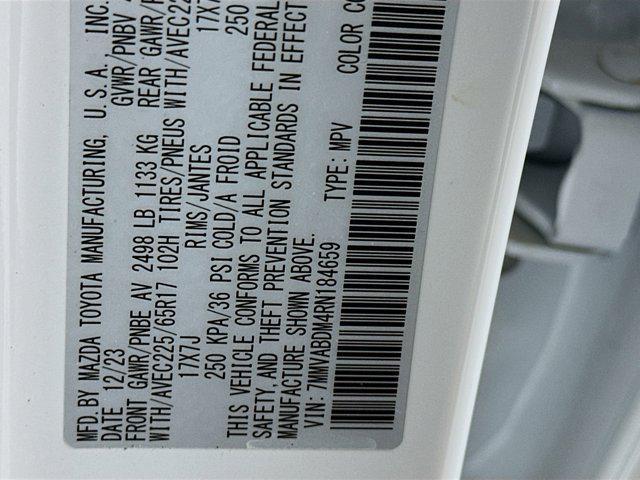 MFD. BY MAZDA TOYOTA MANUFACTURING, U.S.A., INC.
DATE 12/23 GVWR/PNBV
FRONT GAWR/PNBE AV 2498 LB 1133 KG REAR GAWR/
WITH/AVEC225/65R17 102H TIRES/PNEUS WITH/AVEC22
17X7J RIMS/JANTES 17X7
250 KPA/36 PSI COLD/A FROID 250
THIS VEHICLE CONFORMS TO ALL APPLICABLE FEDERAL
SAFETY, AND THEFT PREVENTION STANDARDS IN EFFECT
MANUFACTURE SHOWN ABOVE.
VIN: 7MMVABDM4RN184659 TYPE: MPV COLOR CO